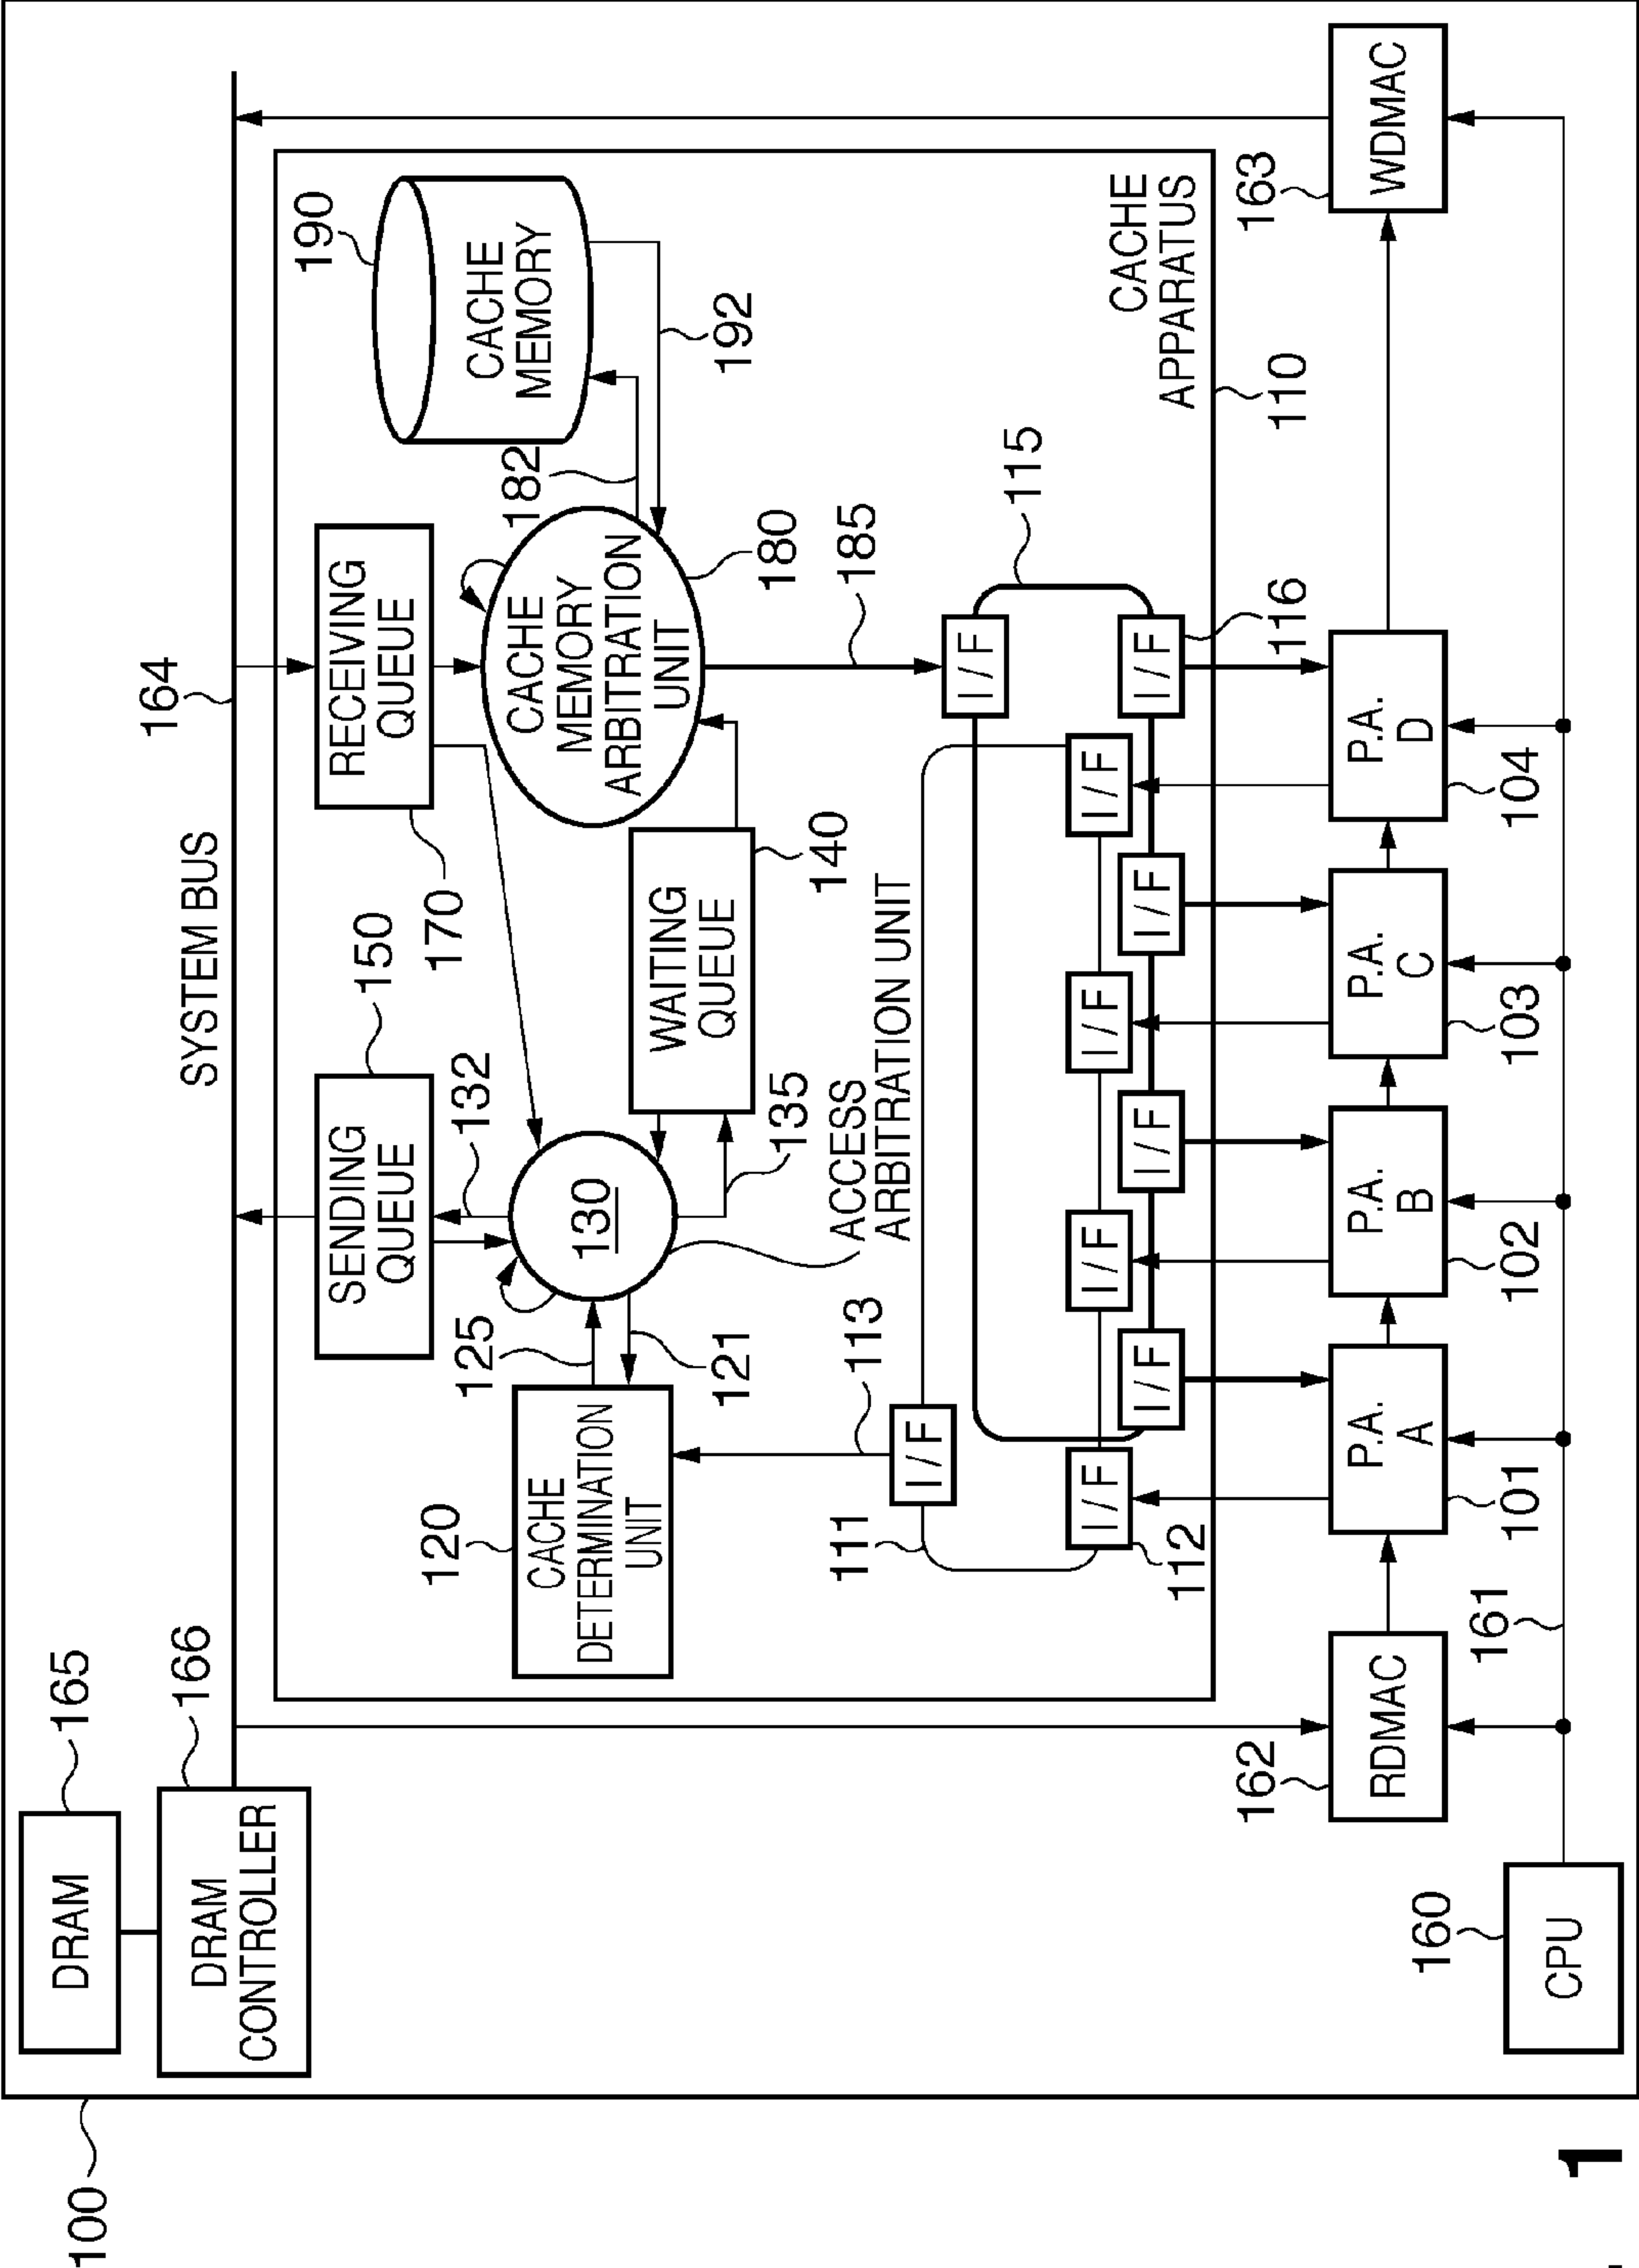 100
DRAM
165
DRAM
CONTROLLER
166
SYSTEM BUS
164
SENDING
QUEUE
150
RECEIVING
QUEUE
170
190
CACHE
MEMORY
192
182
CACHE
MEMORY
ARBITRATION
UNIT
180
185
132
130
125
121
135
WAITING
QUEUE
140
120
CACHE
DETERMINATION
UNIT
ACCESS
ARBITRATION UNIT
113
111
I/F
115
I/F
I/F
I/F
I/F
I/F
112
I/F
I/F
I/F
I/F
116
CACHE
APPARATUS
110
162
RDMAC
P.A.
A
101
P.A.
B
102
P.A.
C
103
P.A.
D
104
163
WDMAC
161
160
CPU
1